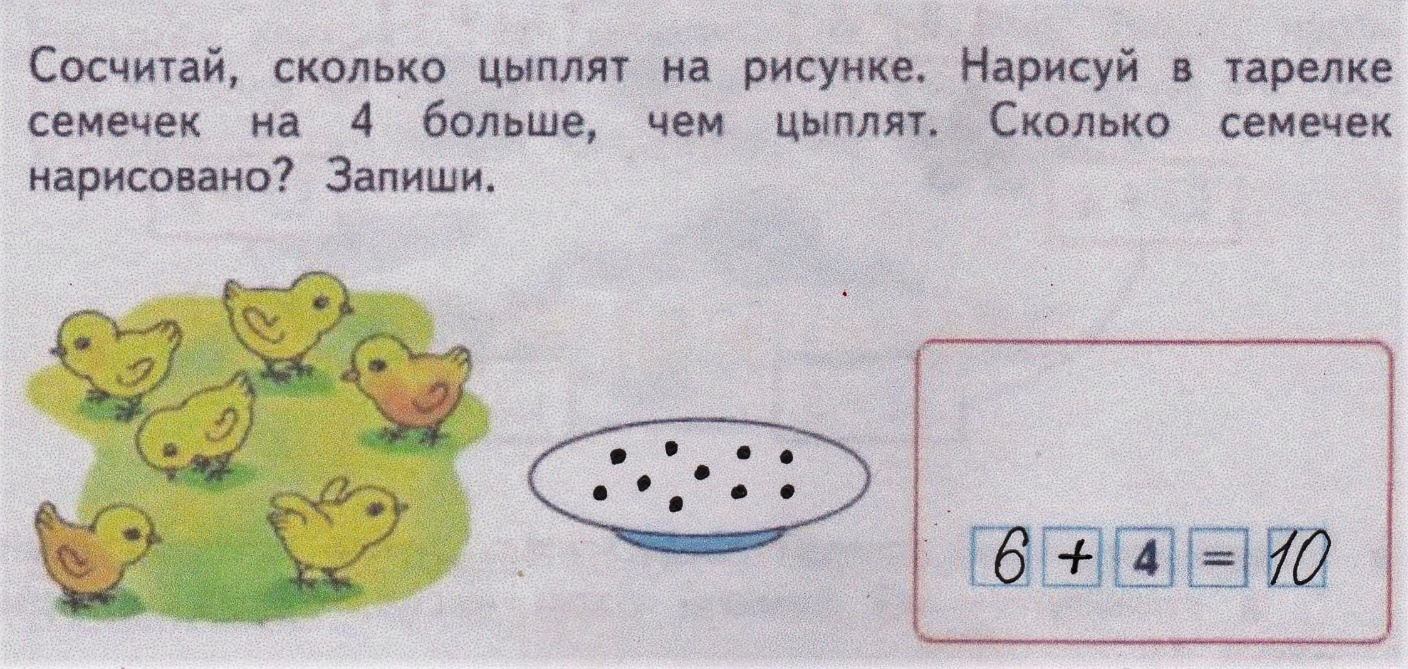 Сосчитай, сколько цыплят на рисунке. Нарисуй в тарелке
семечек на 4 больше, чем цыплят. Сколько семечек
нарисовано? Запиши.
6 + 4 = 10